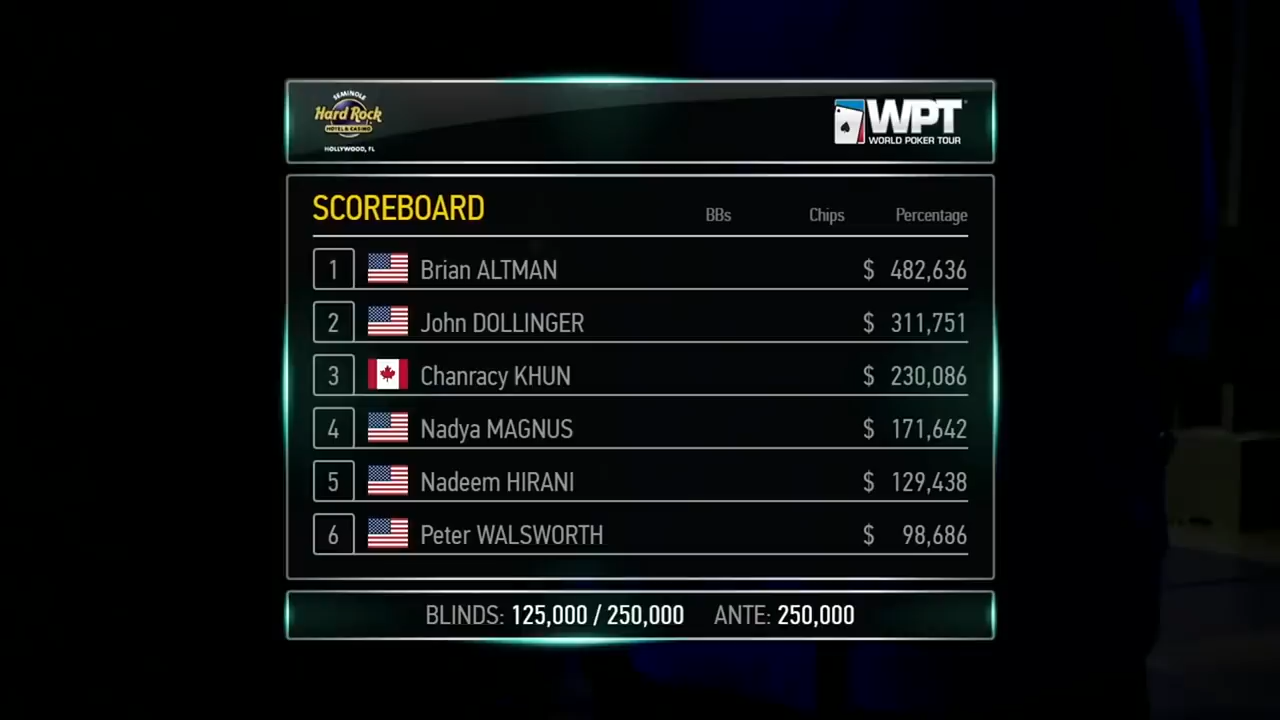 SEMINOLE
Hard Rock
HOTEL & CASINO
HOLLYWOOD, FL
WPT
WORLD POKER TOUR
SCOREBOARD BBs Chips Percentage
1 Brian ALTMAN $ 482,636
2 John DOLLINGER $ 311,751
3 Chanracy KHUN $ 230,086
4 Nadya MAGNUS $ 171,642
5 Nadeem HIRANI $ 129,438
6 Peter WALSWORTH $ 98,686
BLINDS: 125,000 / 250,000 ANTE: 250,000